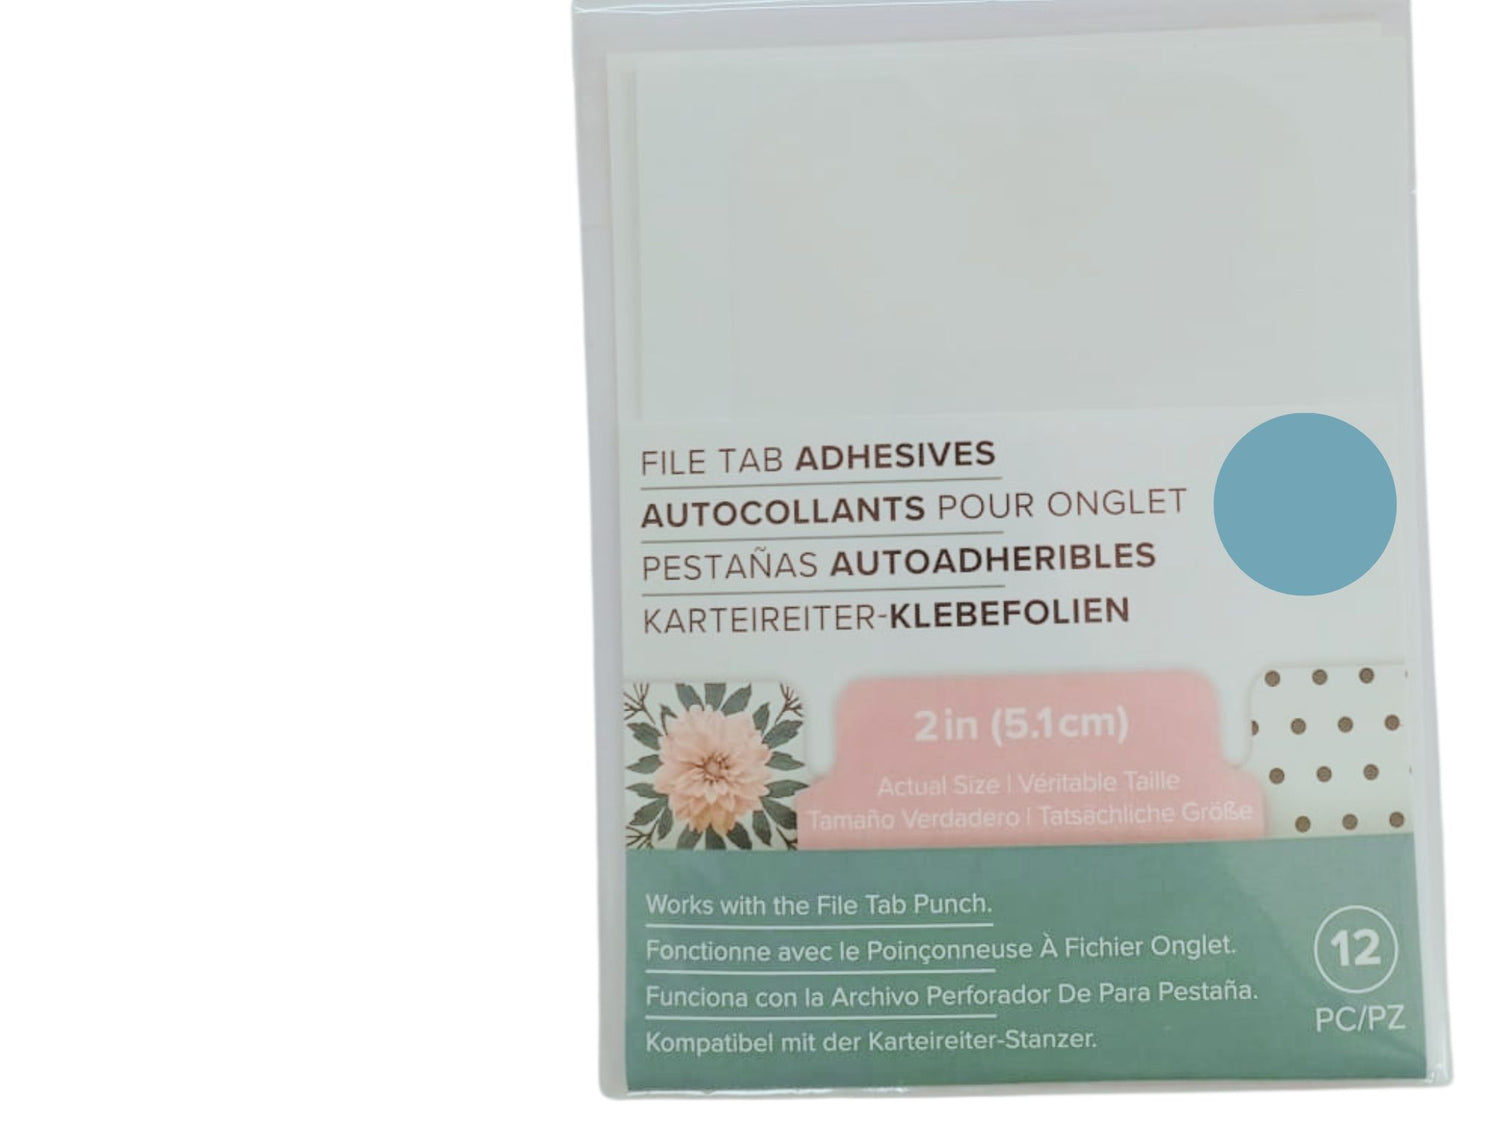 FILE TAB ADHESIVES
AUTOCOLLANTS POUR ONGLET
PESTAÑAS AUTOADHERIBLES
KARTEIREITER-KLEBEFOLIEN
2 in (5.1 cm)
Actual Size | Véritable Taille
Tamaño Verdadero | Tatsächliche Größe
Works with the File Tab Punch.
Fonctionne avec le Poinçonneuse À Fichier Onglet.
Funciona con la Archivo Perforador De Para Pestaña.
Kompatibel mit der Karteireiter-Stanzer.
12
PC/PZ